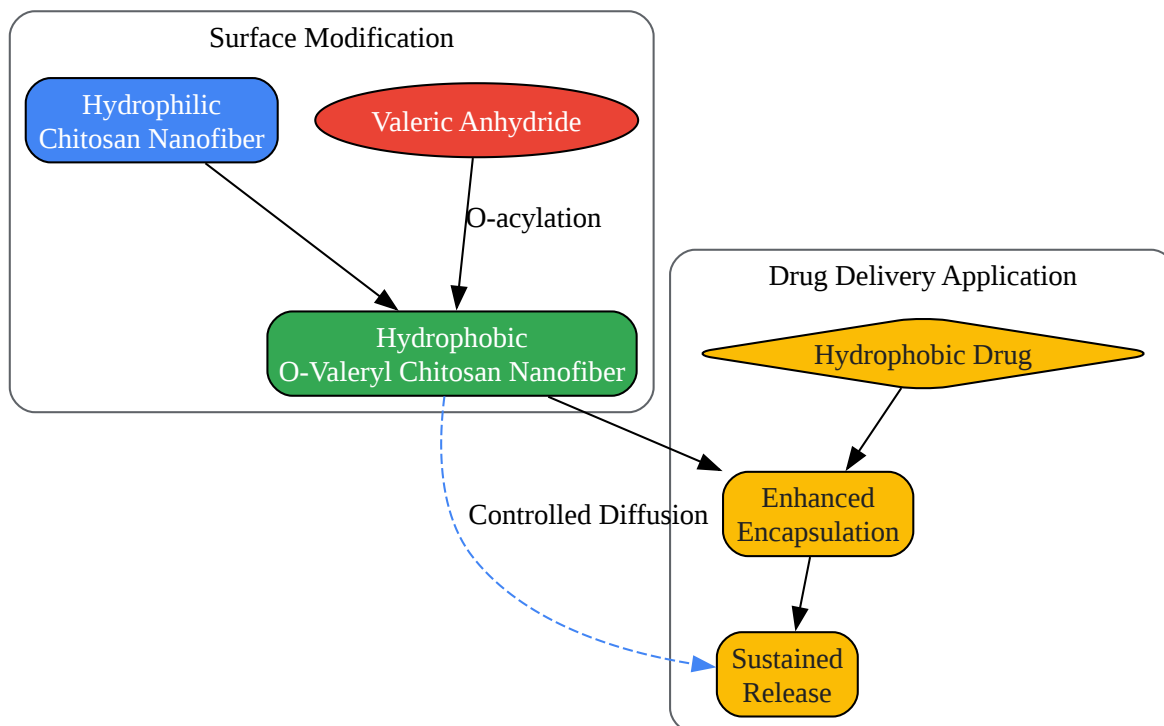 Surface Modification
Hydrophilic
Chitosan Nanofiber
Valeric Anhydride
O-acylation
Hydrophobic
O-Valeryl Chitosan Nanofiber
Drug Delivery Application
Hydrophobic Drug
Enhanced
Encapsulation
Controlled Diffusion
Sustained
Release